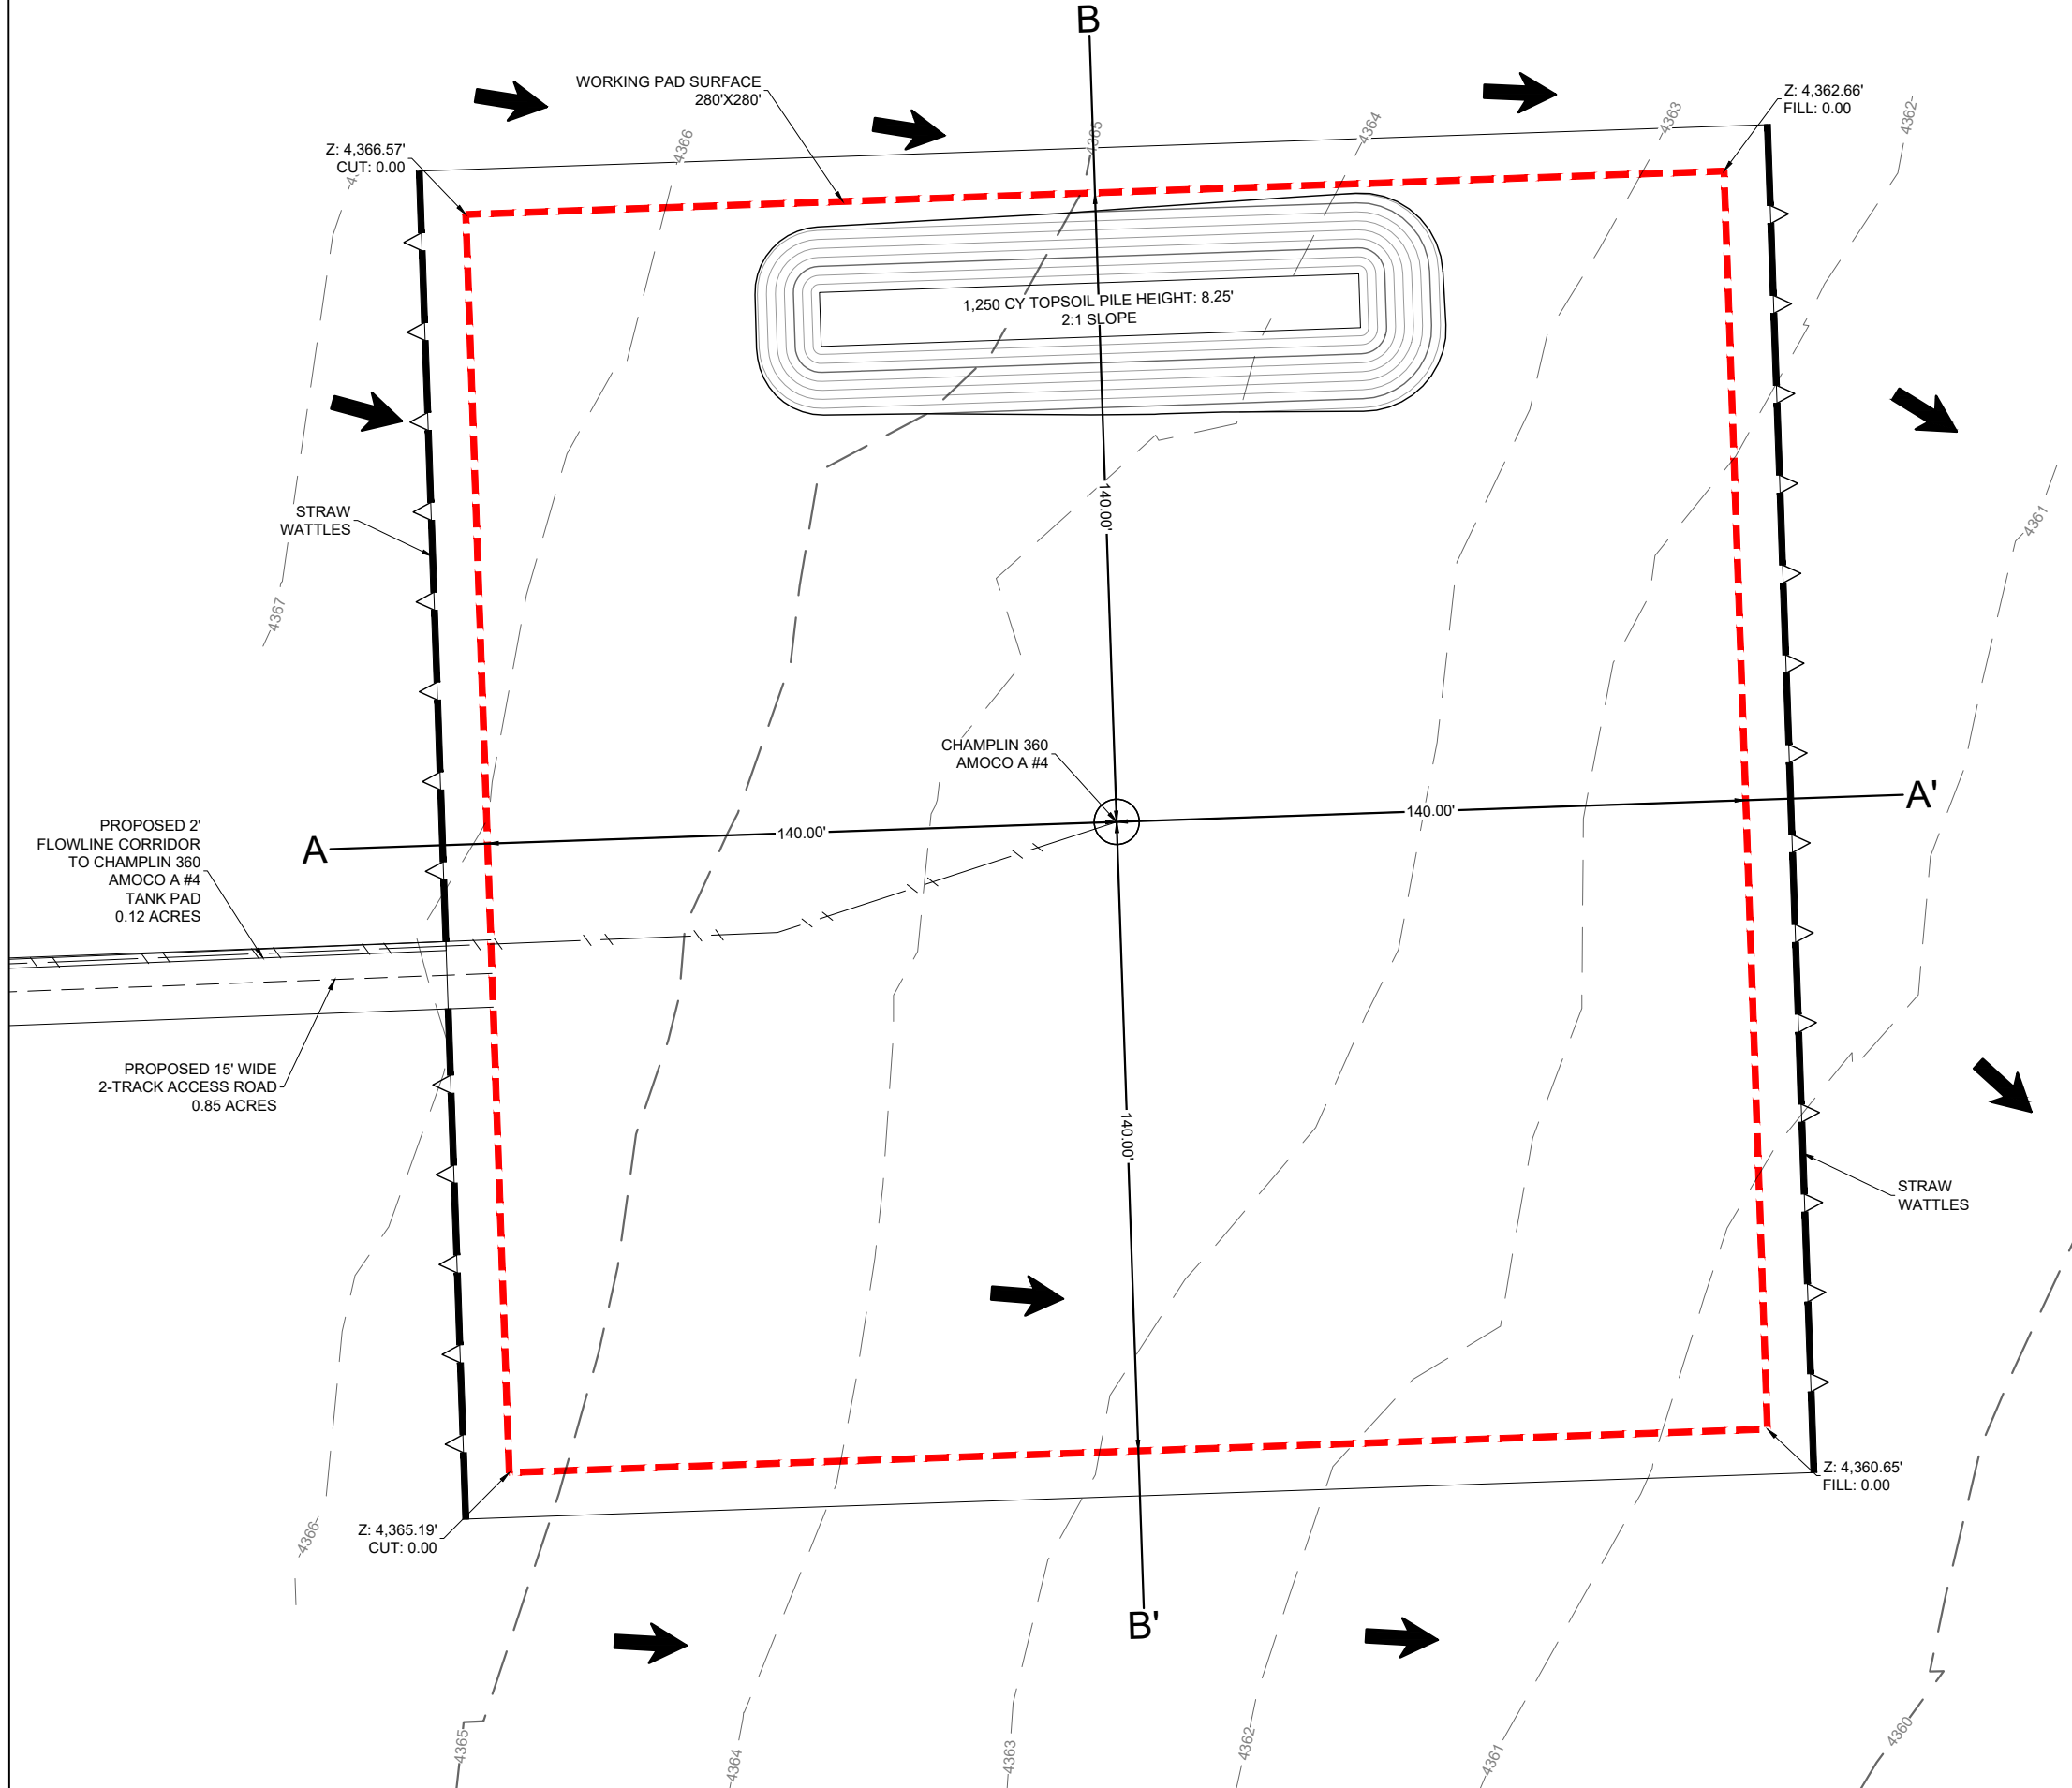 B
WORKING PAD SURFACE
280'X280'
Z: 4,362.66'
FILL: 0.00
Z: 4,366.57'
CUT: 0.00
4366
4365
4364
4363
4362
1,250 CY TOPSOIL PILE HEIGHT: 8.25'
2:1 SLOPE
STRAW
WATTLES
140.00'
4361
4367
CHAMPLIN 360
AMOCO A #4
A
140.00'
140.00'
A'
PROPOSED 2'
FLOWLINE CORRIDOR
TO CHAMPLIN 360
AMOCO A #4
TANK PAD
0.12 ACRES
PROPOSED 15' WIDE
2-TRACK ACCESS ROAD
0.85 ACRES
140.00'
STRAW
WATTLES
Z: 4,360.65'
FILL: 0.00
Z: 4,365.19'
CUT: 0.00
4366
B'
4365
4364
4363
4362
4361
4360